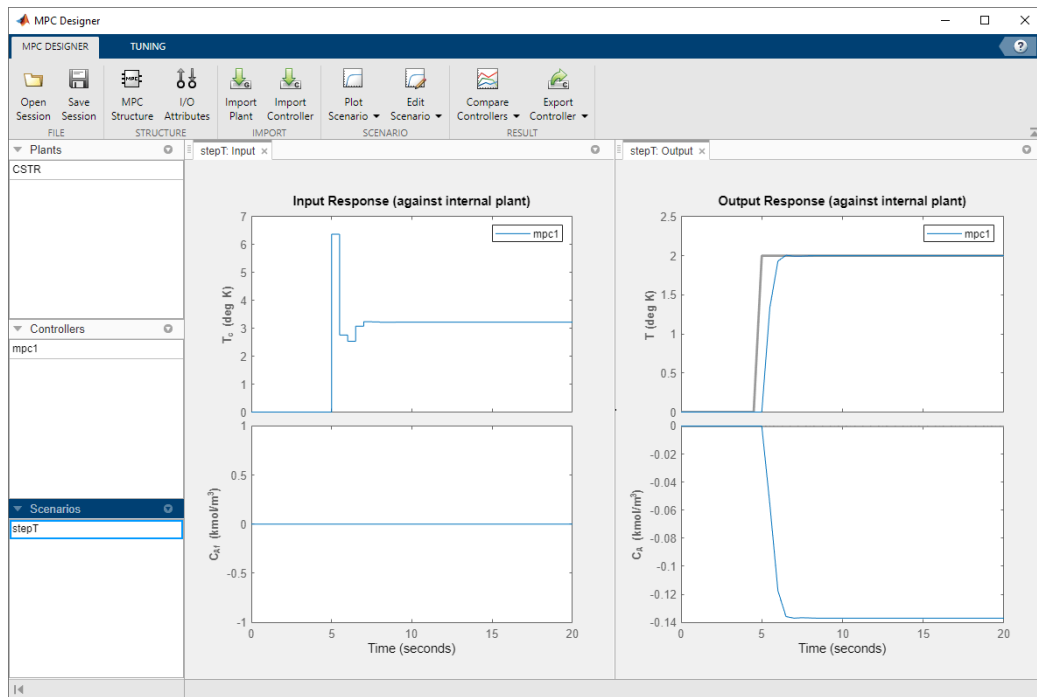 MPC Designer
MPC DESIGNER TUNING
?
MPC G C
Open Save MPC I/O Import Import Plot Edit Compare Export
Session Session Structure Attributes Plant Controller Scenario Scenario Controllers Controller
FILE STRUCTURE IMPORT SCENARIO RESULT
Plants
CSTR
Controllers
mpc1
Scenarios
stepT
stepT: Input
Input Response (against internal plant)
mpc1
7
6
5
4
3
2
1
0
T_c (deg K)
1
0.5
0
-0.5
-1
C_Af (kmol/m³)
0 5 10 15 20
Time (seconds)
stepT: Output
Output Response (against internal plant)
mpc1
2.5
2
1.5
1
0.5
0
T (deg K)
0
-0.02
-0.04
-0.06
-0.08
-0.1
-0.12
-0.14
C_A (kmol/m³)
0 5 10 15 20
Time (seconds)